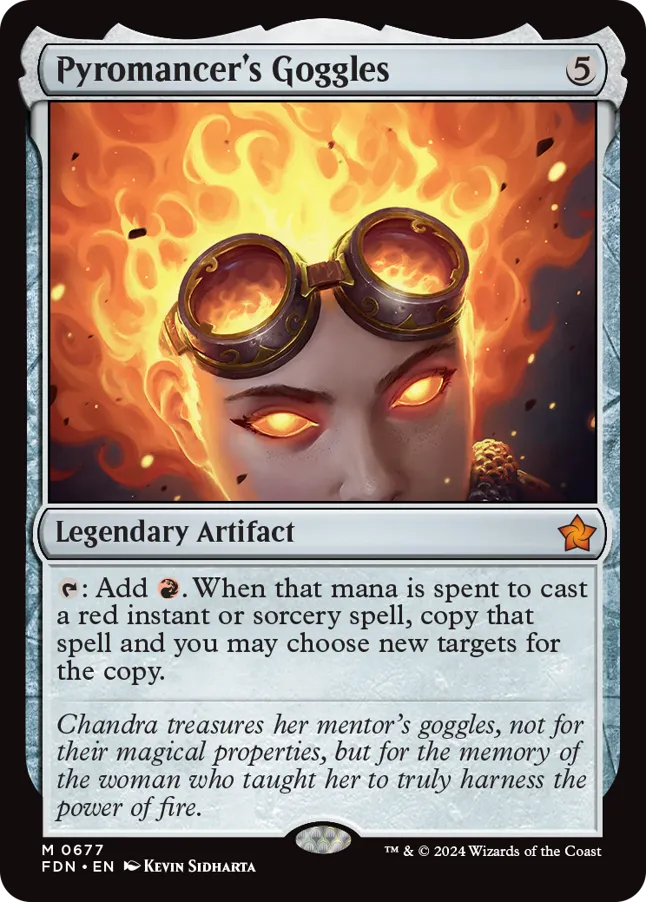 Pyromancer's Goggles 5
Legendary Artifact
: Add . When that mana is spent to cast
a red instant or sorcery spell, copy that
spell and you may choose new targets for
the copy.
Chandra treasures her mentor's goggles, not for
their magical properties, but for the memory of
the woman who taught her to truly harness the
power of fire.
M 0677
FDN • EN Kevin Sidharta
™ & © 2024 Wizards of the Coast